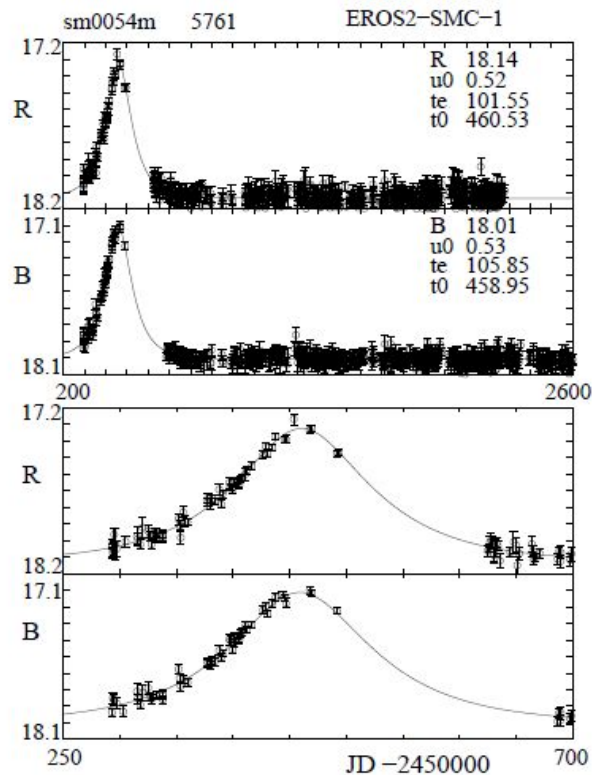 sm0054m 5761 EROS2−SMC−1
17.2
R 18.14
u0 0.52
te 101.55
t0 460.53
R
18.2
17.1
B 18.01
u0 0.53
te 105.85
t0 458.95
B
18.1
200 2600
17.2
R
18.2
17.1
B
18.1
250 JD −2450000 700